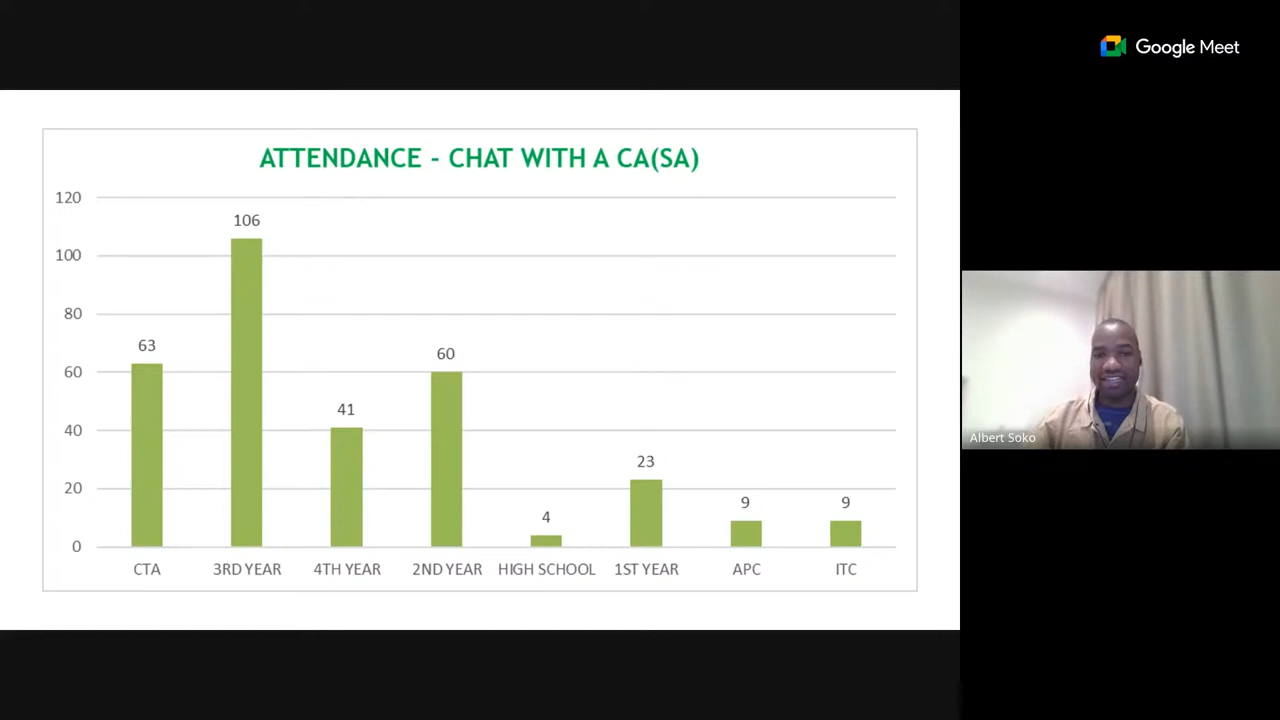 Google Meet
ATTENDANCE - CHAT WITH A CA(SA)
120
100
80
60
40
20
0
63
106
41
60
4
23
9
9
CTA
3RD YEAR
4TH YEAR
2ND YEAR
HIGH SCHOOL
1ST YEAR
APC
ITC
Albert Soko